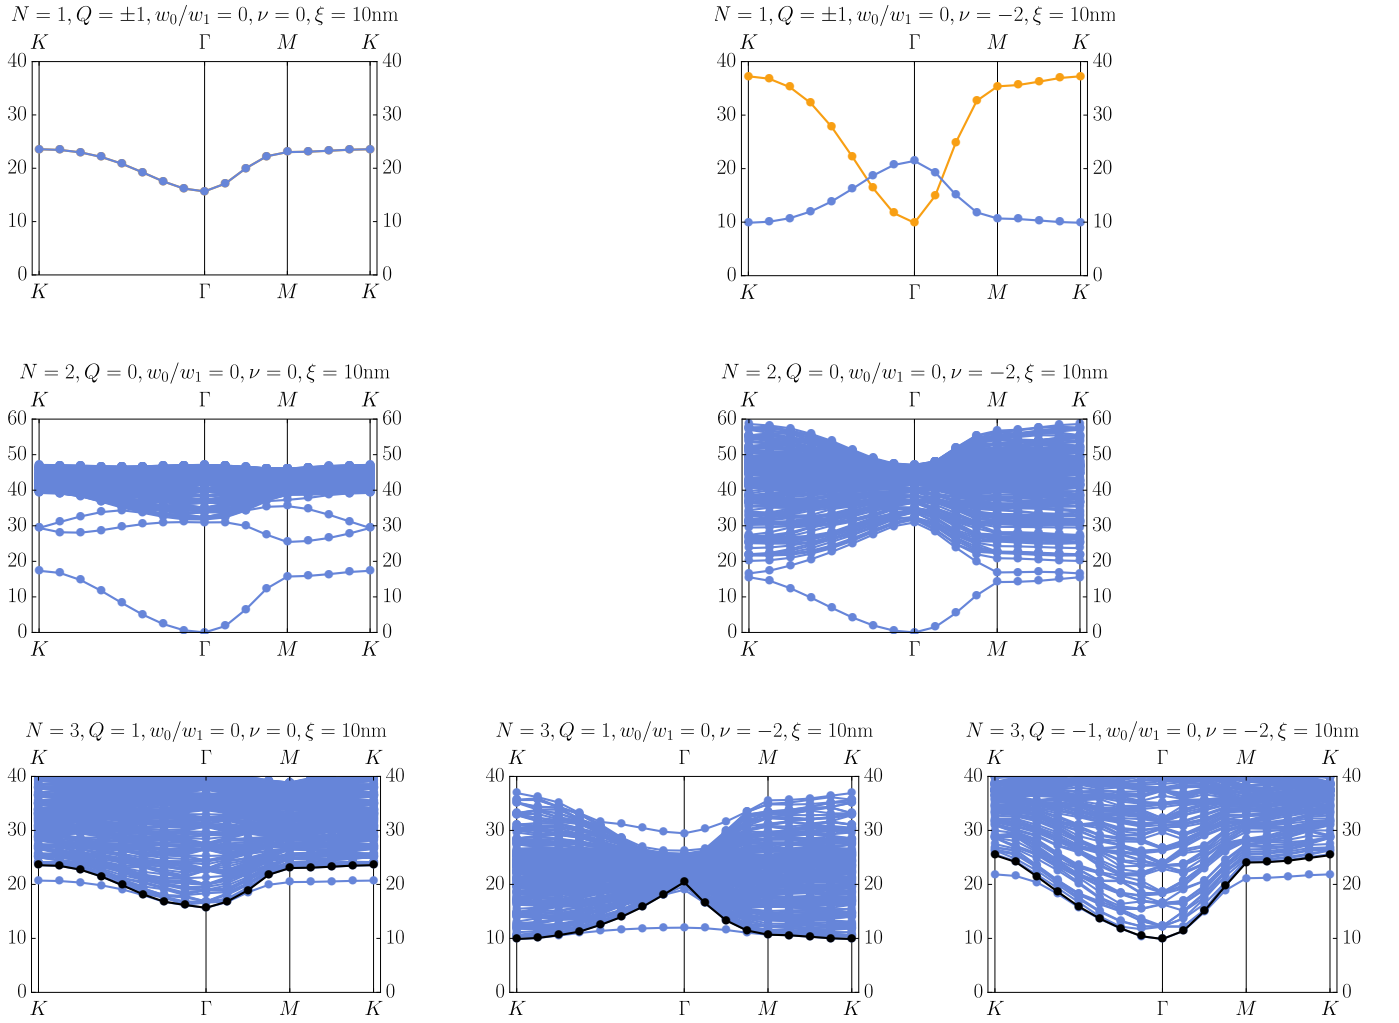 N = 1, Q = ±1, w₀/w₁ = 0, ν = 0, ξ = 10nm
K Γ M K
40 40
30 30
20 20
10 10
0 0
K Γ M K
N = 1, Q = ±1, w₀/w₁ = 0, ν = −2, ξ = 10nm
K Γ M K
40 40
30 30
20 20
10 10
0 0
K Γ M K
N = 2, Q = 0, w₀/w₁ = 0, ν = 0, ξ = 10nm
K Γ M K
60 60
50 50
40 40
30 30
20 20
10 10
0 0
K Γ M K
N = 2, Q = 0, w₀/w₁ = 0, ν = −2, ξ = 10nm
K Γ M K
60 60
50 50
40 40
30 30
20 20
10 10
0 0
K Γ M K
N = 3, Q = 1, w₀/w₁ = 0, ν = 0, ξ = 10nm
K Γ M K
40 40
30 30
20 20
10 10
0 0
K Γ M K
N = 3, Q = 1, w₀/w₁ = 0, ν = −2, ξ = 10nm
K Γ M K
40 40
30 30
20 20
10 10
0 0
K Γ M K
N = 3, Q = −1, w₀/w₁ = 0, ν = −2, ξ = 10nm
K Γ M K
40 40
30 30
20 20
10 10
0 0
K Γ M K